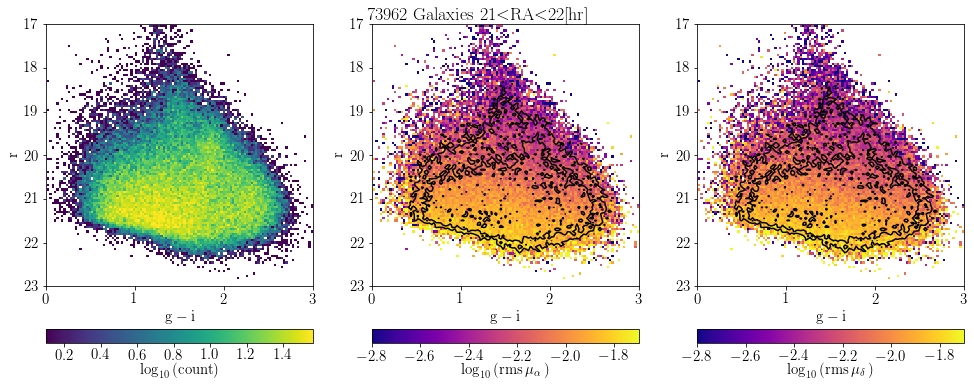 73962 Galaxies 21<RA<22[hr]
17
18
19
20
21
22
23
r
0 1 2 3
g − i
0.2 0.4 0.6 0.8 1.0 1.2 1.4
log₁₀(count)
17
18
19
20
21
22
23
r
0 1 2 3
g − i
−2.8 −2.6 −2.4 −2.2 −2.0 −1.8
log₁₀(rms μ_α)
17
18
19
20
21
22
23
r
0 1 2 3
g − i
−2.8 −2.6 −2.4 −2.2 −2.0 −1.8
log₁₀(rms μ_δ)